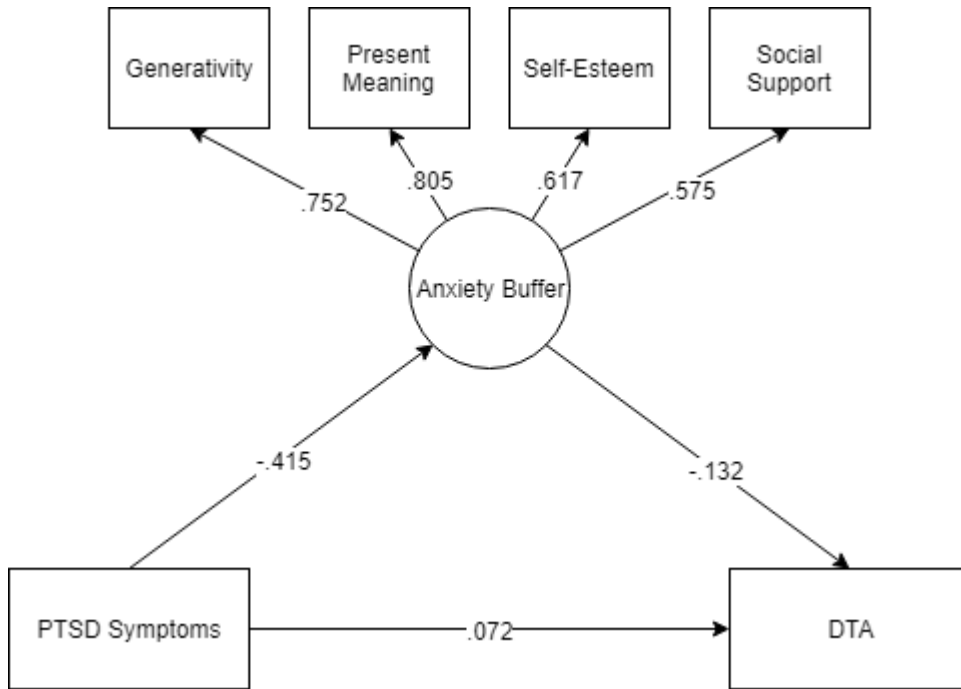 Generativity
Present
Meaning
Self-Esteem
Social
Support
.752
.805
.617
.575
Anxiety Buffer
-.415
-.132
PTSD Symptoms
.072
DTA